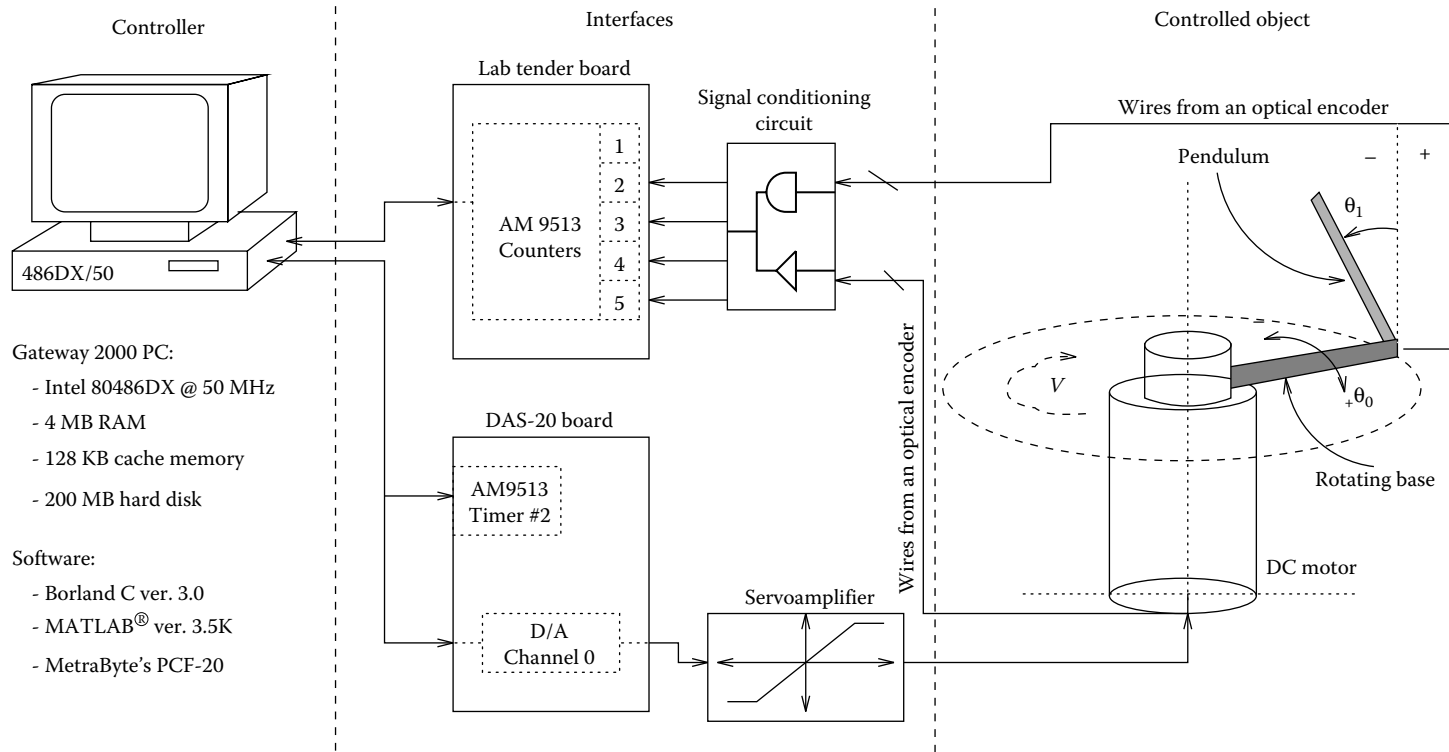 Controller
Interfaces
Controlled object
486DX/50
Gateway 2000 PC:
- Intel 80486DX @ 50 MHz
- 4 MB RAM
- 128 KB cache memory
- 200 MB hard disk
Software:
- Borland C ver. 3.0
- MATLAB® ver. 3.5K
- MetraByte's PCF-20
Lab tender board
AM 9513
Counters
1
2
3
4
5
Signal conditioning
circuit
DAS-20 board
AM9513
Timer #2
D/A
Channel 0
Servoamplifier
Wires from an optical encoder
Wires from an optical encoder
Pendulum
– +
θ1
–
V
+θ0
Rotating base
DC motor